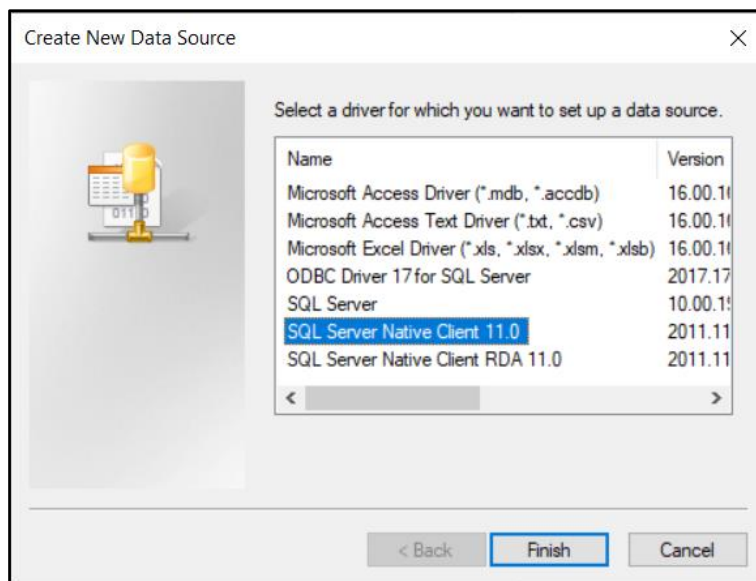 Create New Data Source
Select a driver for which you want to set up a data source.
Name Version
Microsoft Access Driver (*.mdb, *.accdb) 16.00.1
Microsoft Access Text Driver (*.txt, *.csv) 16.00.1
Microsoft Excel Driver (*.xls, *.xlsx, *.xlsm, *.xlsb) 16.00.1
ODBC Driver 17 for SQL Server 2017.17
SQL Server 10.00.1
SQL Server Native Client 11.0 2011.11
SQL Server Native Client RDA 11.0 2011.11
< Back Finish Cancel